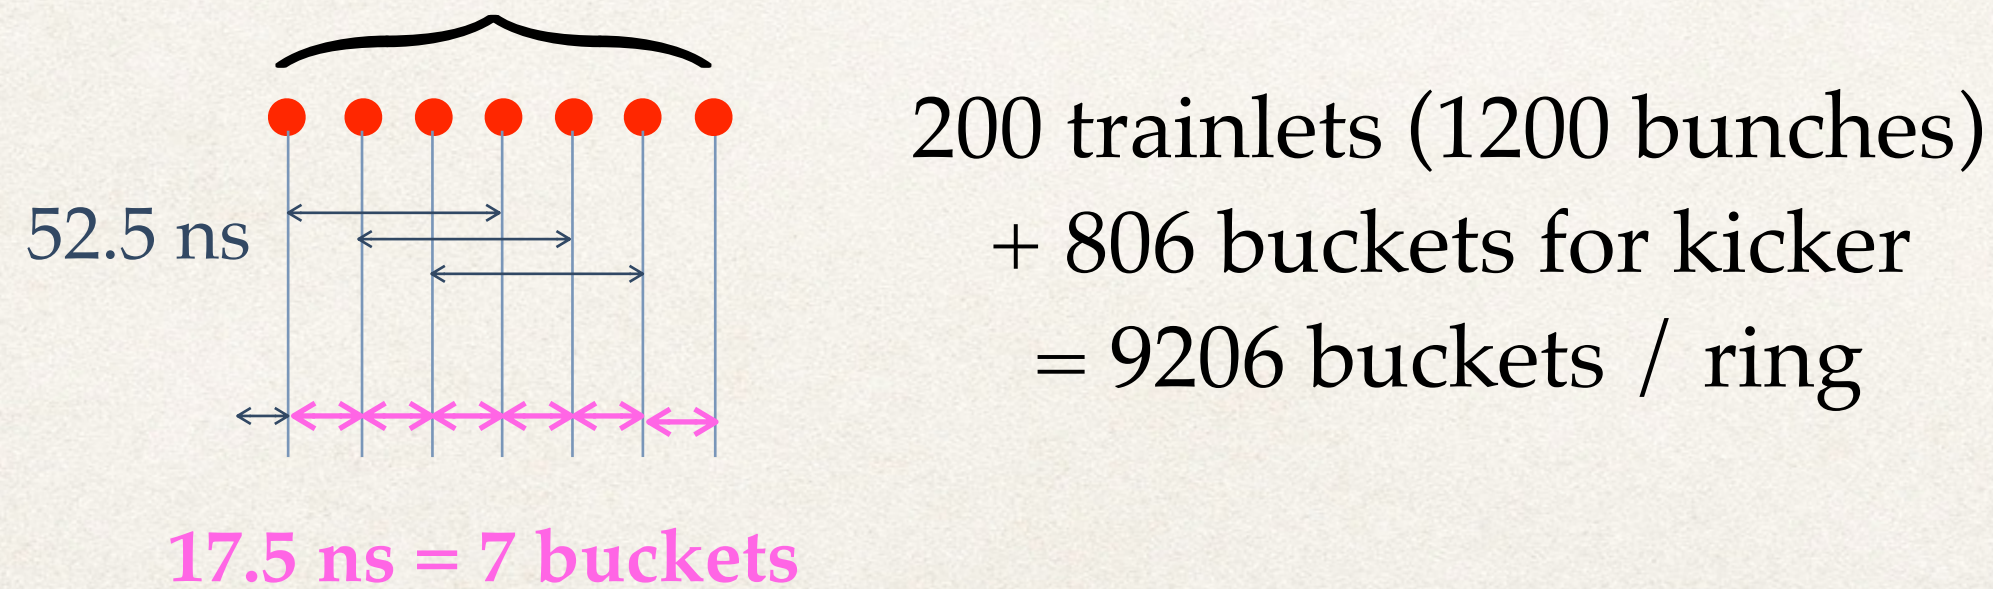 52.5 ns
17.5 ns = 7 buckets
200 trainlets (1200 bunches)
+ 806 buckets for kicker
= 9206 buckets / ring